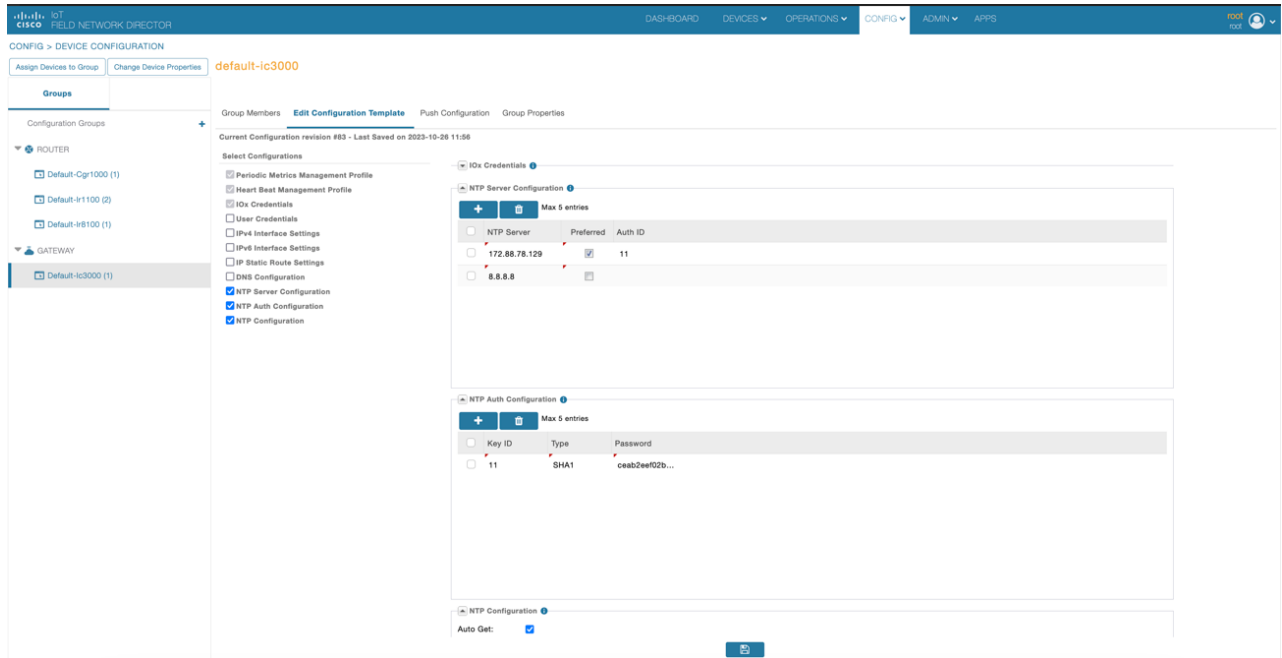 cisco IoT
FIELD NETWORK DIRECTOR
DASHBOARD DEVICES OPERATIONS CONFIG ADMIN APPS
root
root
CONFIG > DEVICE CONFIGURATION
Assign Devices to Group Change Device Properties default-ic3000
Groups
Configuration Groups +
ROUTER
Default-Cgr1000 (1)
Default-Ir1100 (2)
Default-Ir8100 (1)
GATEWAY
Default-Ic3000 (1)
Group Members Edit Configuration Template Push Configuration Group Properties
Current Configuration revision #83 - Last Saved on 2023-10-26 11:56
Select Configurations
Periodic Metrics Management Profile
Heart Beat Management Profile
IOx Credentials
User Credentials
IPv4 Interface Settings
IPv6 Interface Settings
IP Static Route Settings
DNS Configuration
NTP Server Configuration
NTP Auth Configuration
NTP Configuration
IOx Credentials
NTP Server Configuration
Max 5 entries
NTP Server Preferred Auth ID
172.88.78.129 11
8.8.8.8
NTP Auth Configuration
Max 5 entries
Key ID Type Password
11 SHA1 ceab2eef02b...
NTP Configuration
Auto Get: